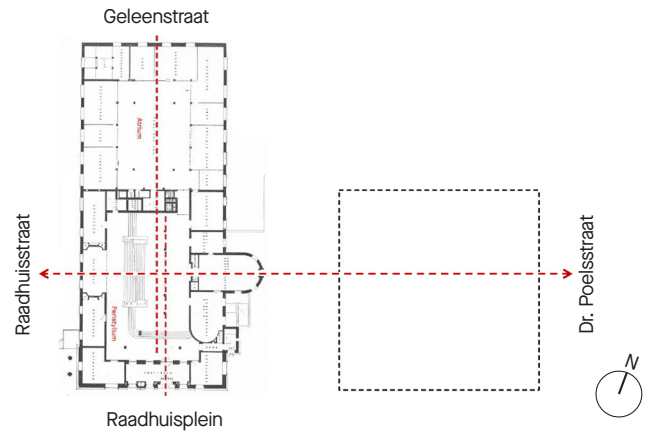 Geleenstraat
Atrium
Raadhuisstraat
Dr. Poelsstraat
Peristylium
Raadhuisplein
N